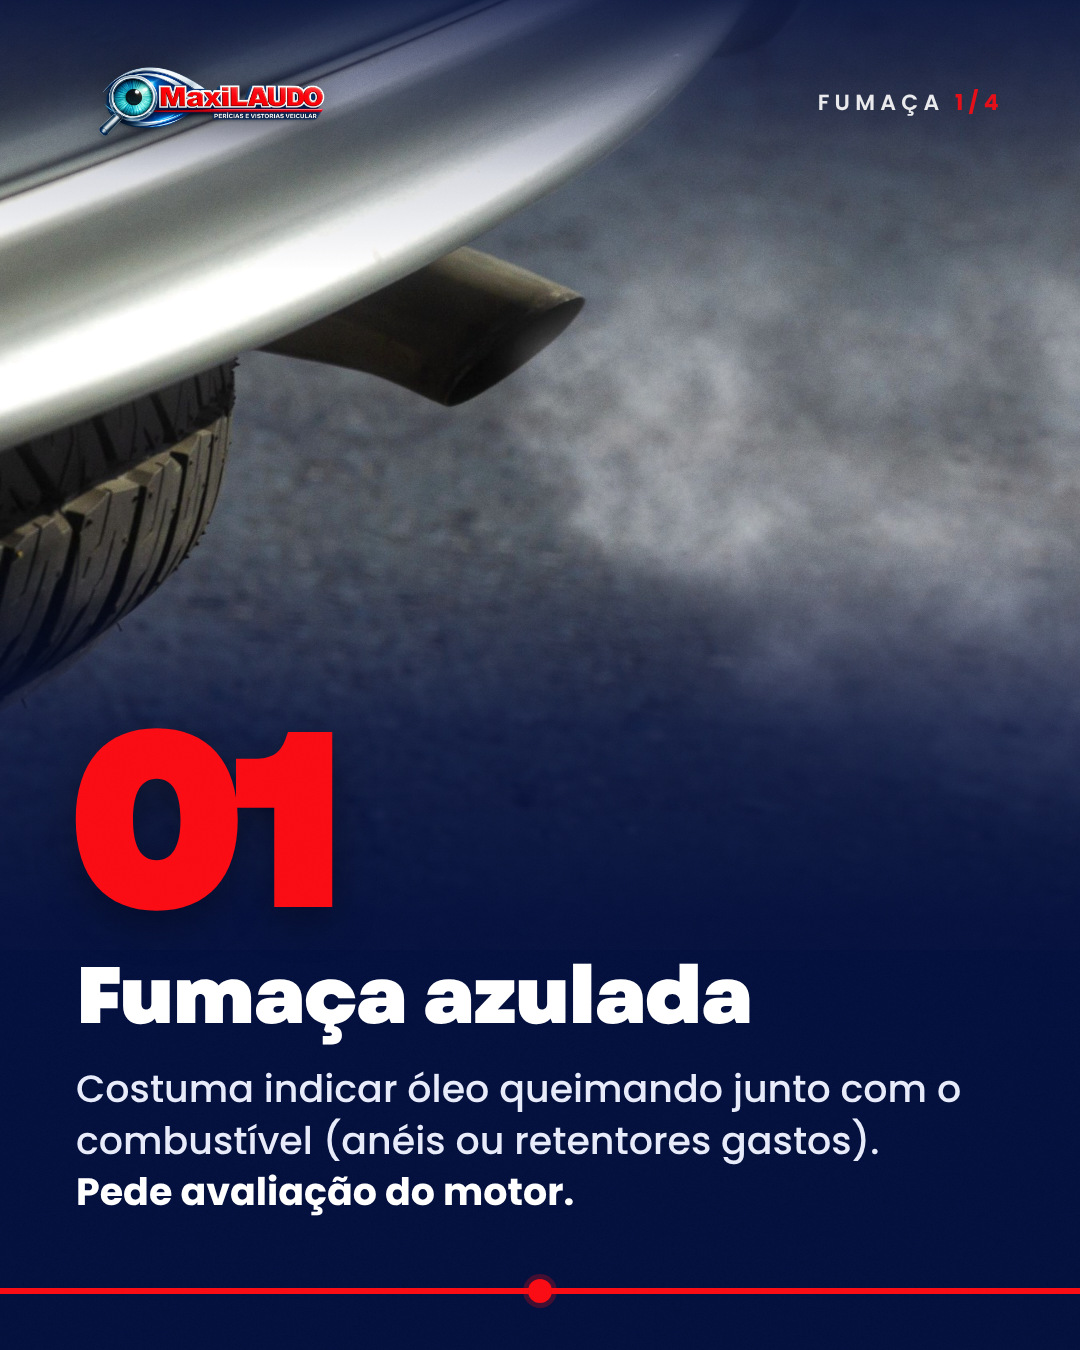 MaxiLAUDO
PERÍCIAS E VISTORIAS VEICULAR
FUMAÇA 1/4
01
Fumaça azulada
Costuma indicar óleo queimando junto com o
combustível (anéis ou retentores gastos).
Pede avaliação do motor.